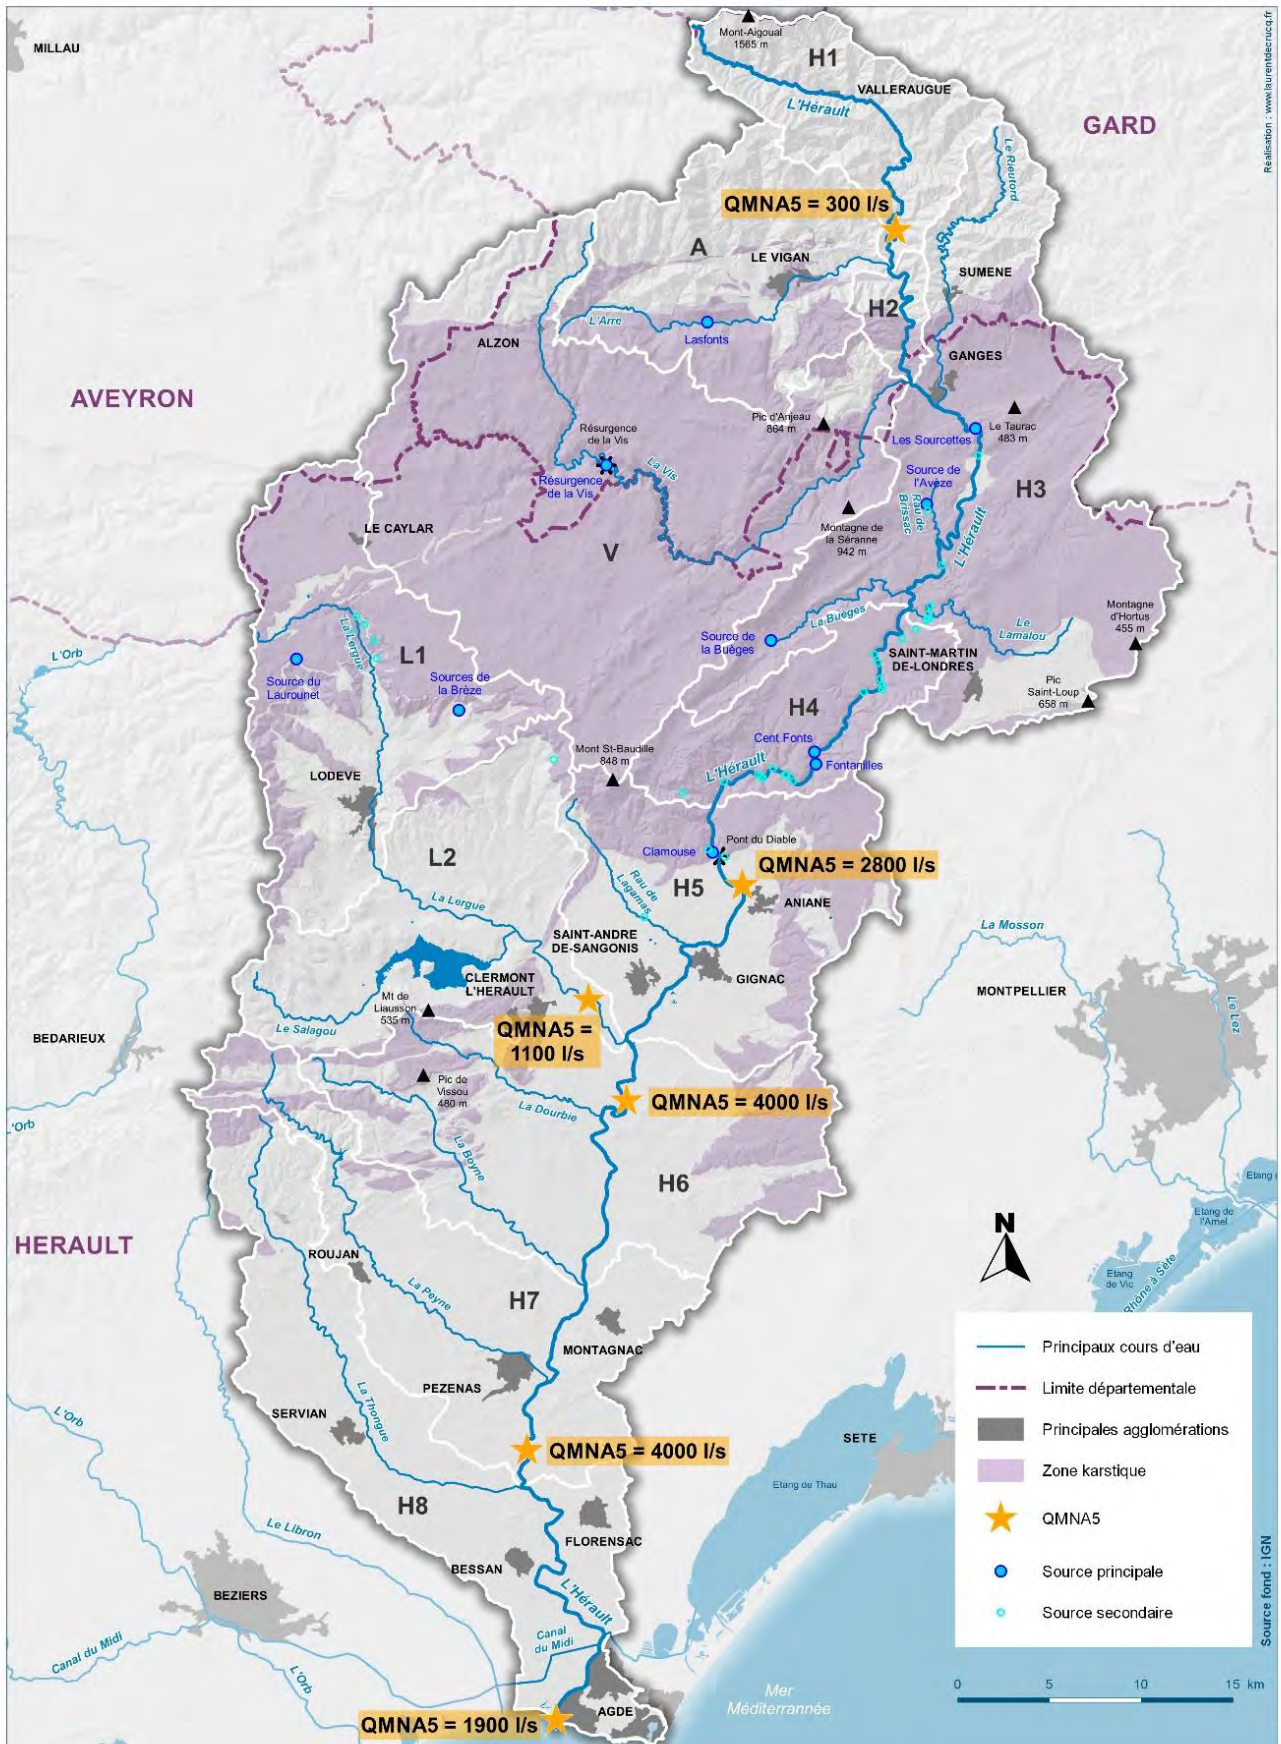 MILLAU
Mont-Aigoual
1565 m
H1
VALLERAUGUE
L'Hérault
GARD
Réalisation : www.laurentdecrucq.fr
Le Rieutord
QMNA5 = 300 l/s
A
LE VIGAN
SUMENE
H2
L'Arre
Lasfonts
ALZON
GANGES
AVEYRON
Pic d'Anjeau
864 m
Le Taurac
483 m
Les Sourcettes
Résurgence
de la Vis
La Vis
Source de
l'Avèze
Résurgence
de la Vis
Rau de
Brissac
H3
LE CAYLAR
Montagne de
la Séranne
942 m
L'Hérault
V
Montagne
d'Hortus
455 m
La Buèges
Le
Lamalou
L'Orb
La Lergue
Source de
la Buèges
SAINT-MARTIN
DE-LONDRES
L1
Source du
Laurounet
Sources de
la Brèze
Pic
Saint-Loup
658 m
H4
Cent Fonts
Mont St-Baudille
848 m
L'Hérault
Fontanilles
LODEVE
Pont du Diable
Clamouse
L2
QMNA5 = 2800 l/s
H5
Rau de
Lagamas
ANIANE
La Lergue
SAINT-ANDRE
DE-SANGONIS
La Mosson
CLERMONT
L'HERAULT
GIGNAC
MONTPELLIER
Mt de
Liausson
535 m
Le Lez
Le Salagou
BEDARIEUX
QMNA5 =
1100 l/s
Pic de
Vissou
480 m
La Dourbie
QMNA5 = 4000 l/s
L'Orb
La Boyne
H6
Etang
Etang de
l'Arnel
HERAULT
N
ROUJAN
La Peyne
Etang
de Vic
Rhône à Sète
H7
MONTAGNAC
Principaux cours d'eau
PEZENAS
Limite départementale
L'Orb
La Thongue
SERVIAN
Principales agglomérations
SETE
QMNA5 = 4000 l/s
Zone karstique
Etang de Thau
H8
QMNA5
Le Libron
FLORENSAC
BESSAN
Source principale
BEZIERS
L'Hérault
Source secondaire
Source fond : IGN
Canal
du Midi
Canal du Midi
L'Orb
0 5 10 15 km
Mer
Méditerrannée
AGDE
QMNA5 = 1900 l/s